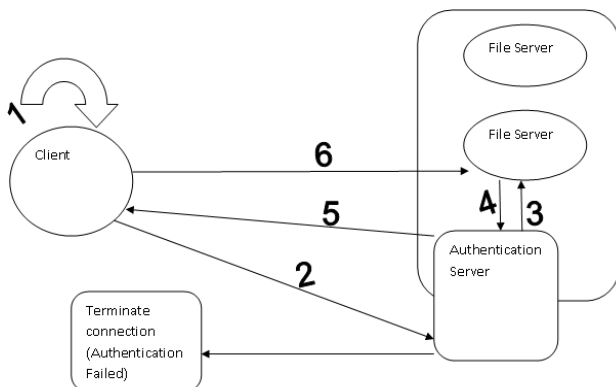 File Server
1
Client
File Server
6
4
3
5
2
Authentication
Server
Terminate
connection
(Authentication
Failed)